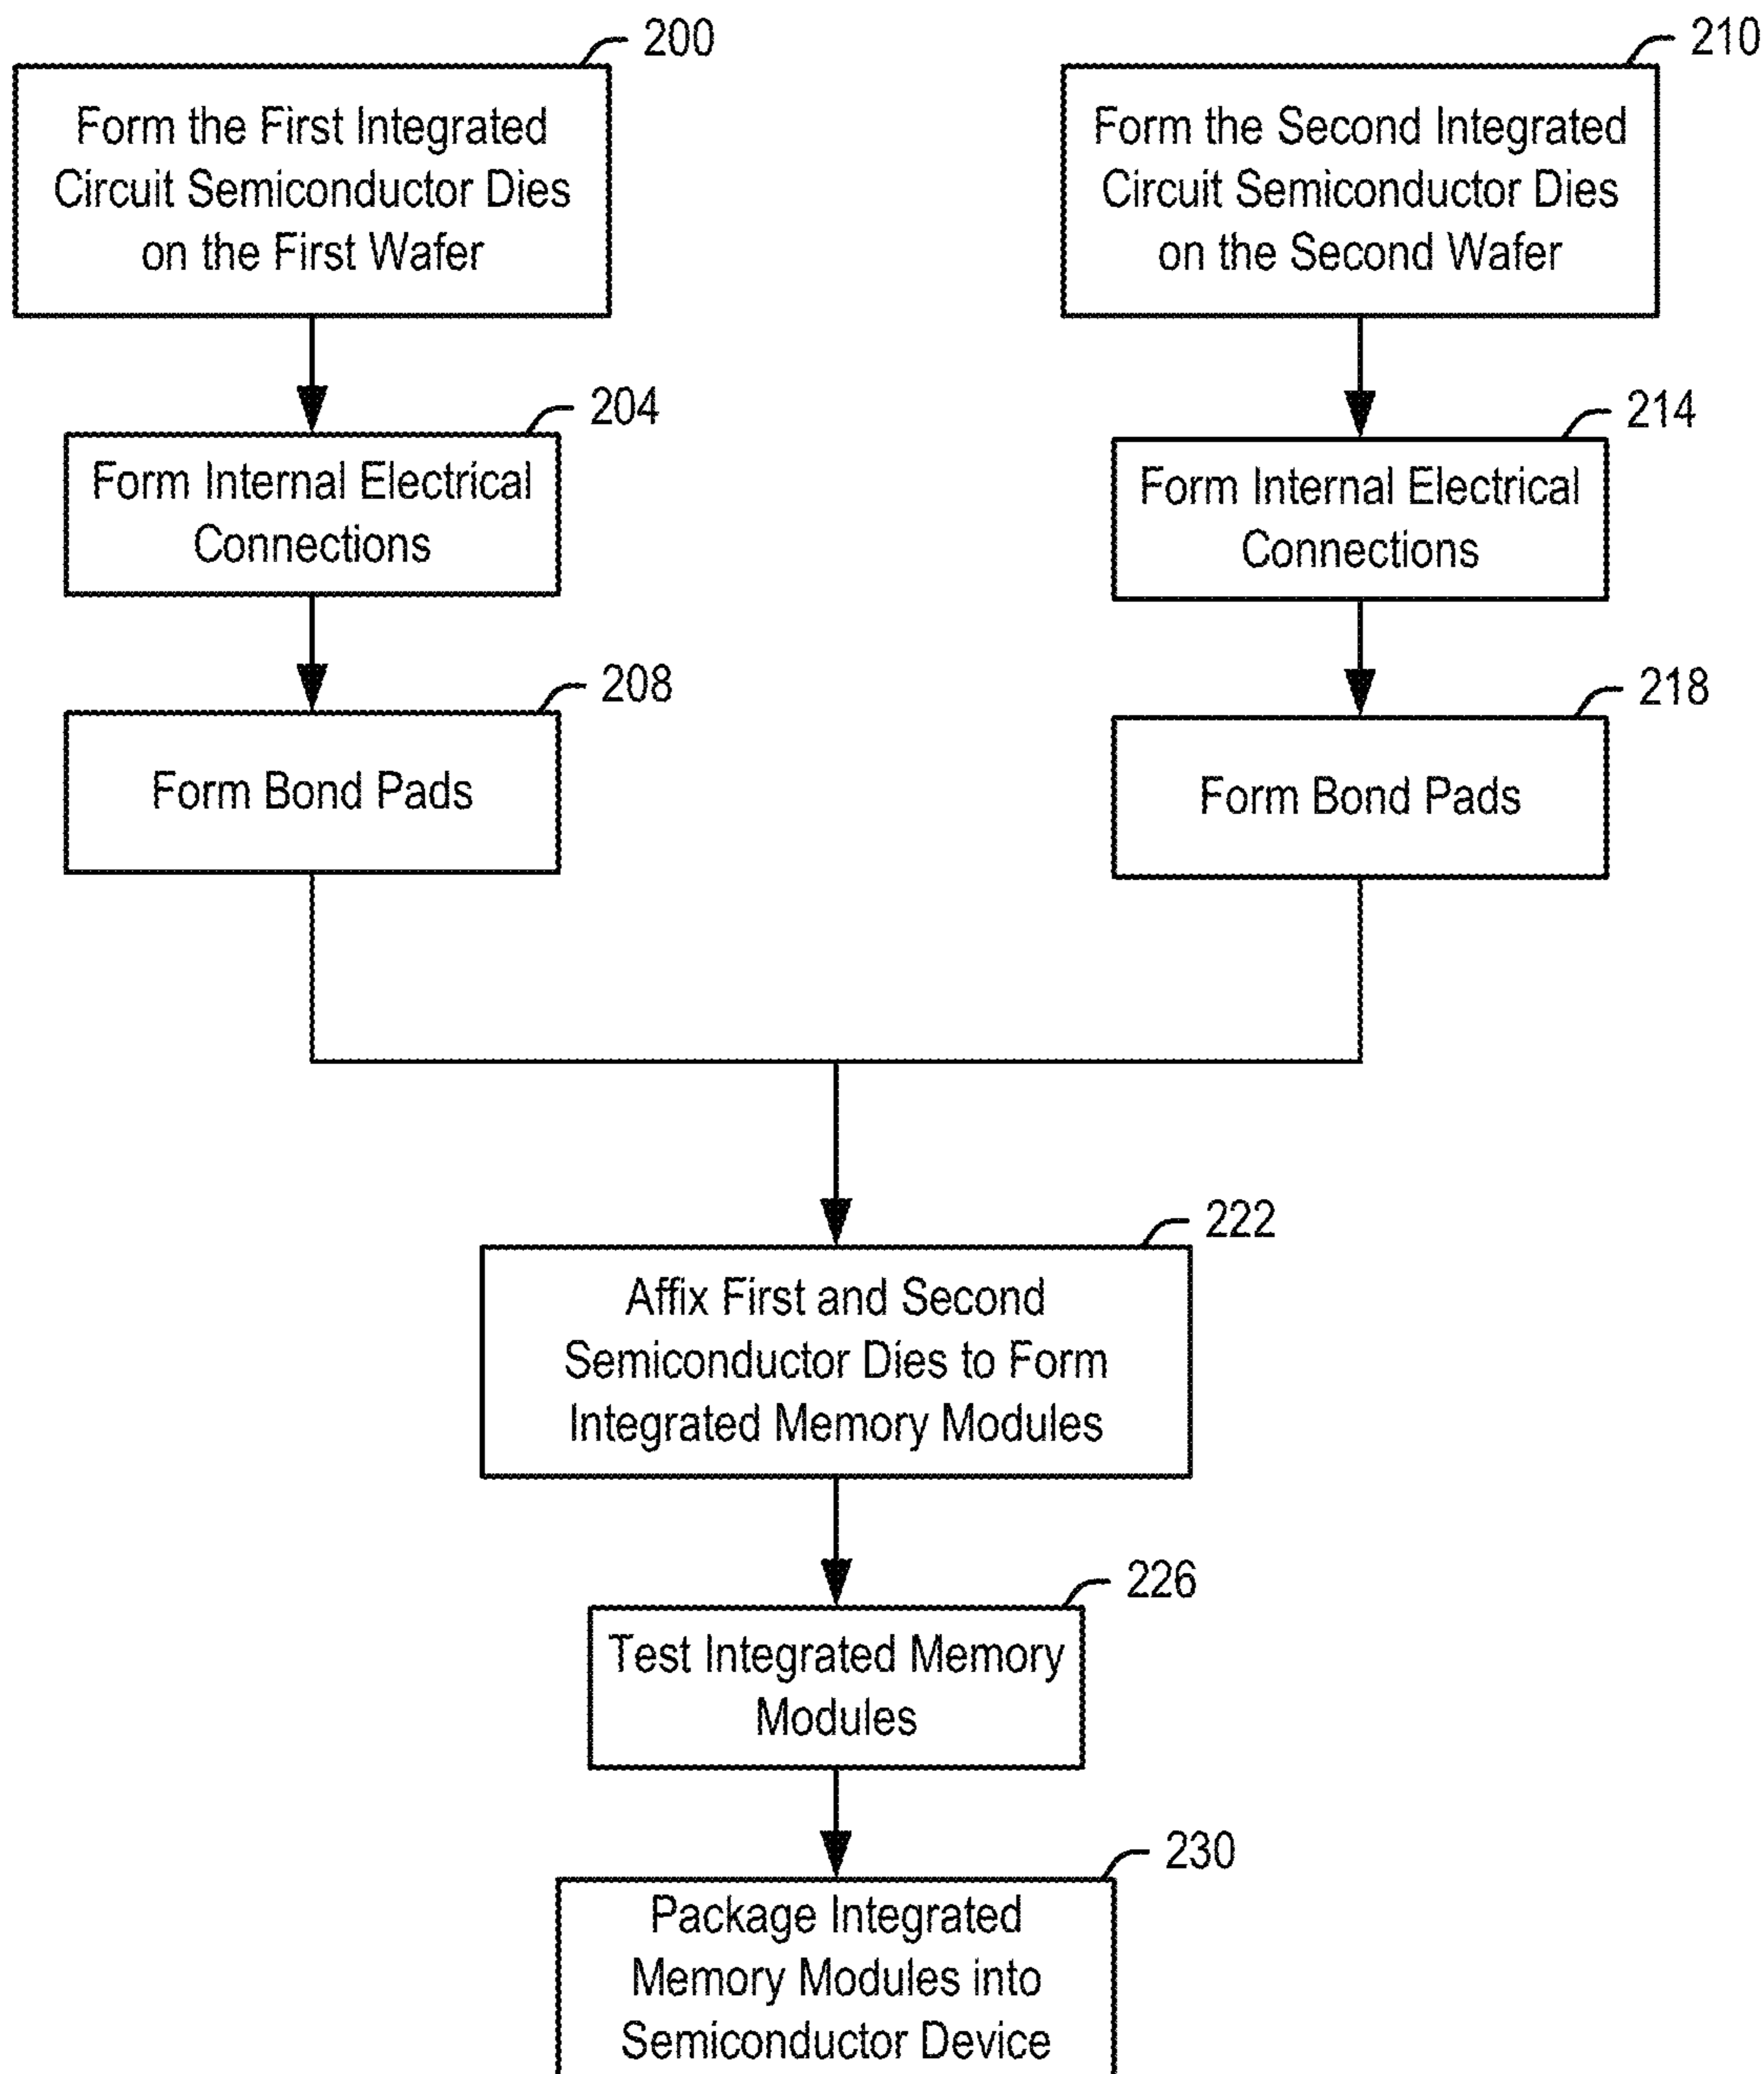 200
Form the First Integrated
Circuit Semiconductor Dies
on the First Wafer
204
Form Internal Electrical
Connections
208
Form Bond Pads
210
Form the Second Integrated
Circuit Semiconductor Dies
on the Second Wafer
214
Form Internal Electrical
Connections
218
Form Bond Pads
222
Affix First and Second
Semiconductor Dies to Form
Integrated Memory Modules
226
Test Integrated Memory
Modules
230
Package Integrated
Memory Modules into
Semiconductor Device